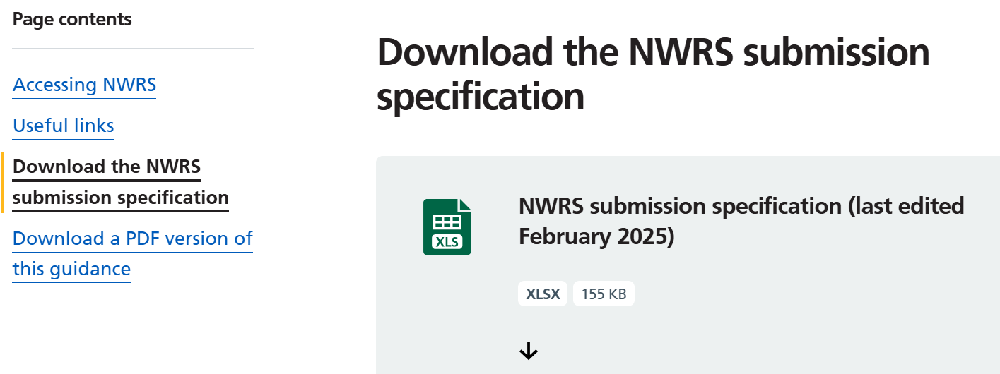 Page contents
Accessing NWRS
Useful links
Download the NWRS
submission specification
Download a PDF version of
this guidance
Download the NWRS submission
specification
XLS
NWRS submission specification (last edited
February 2025)
XLSX 155 KB